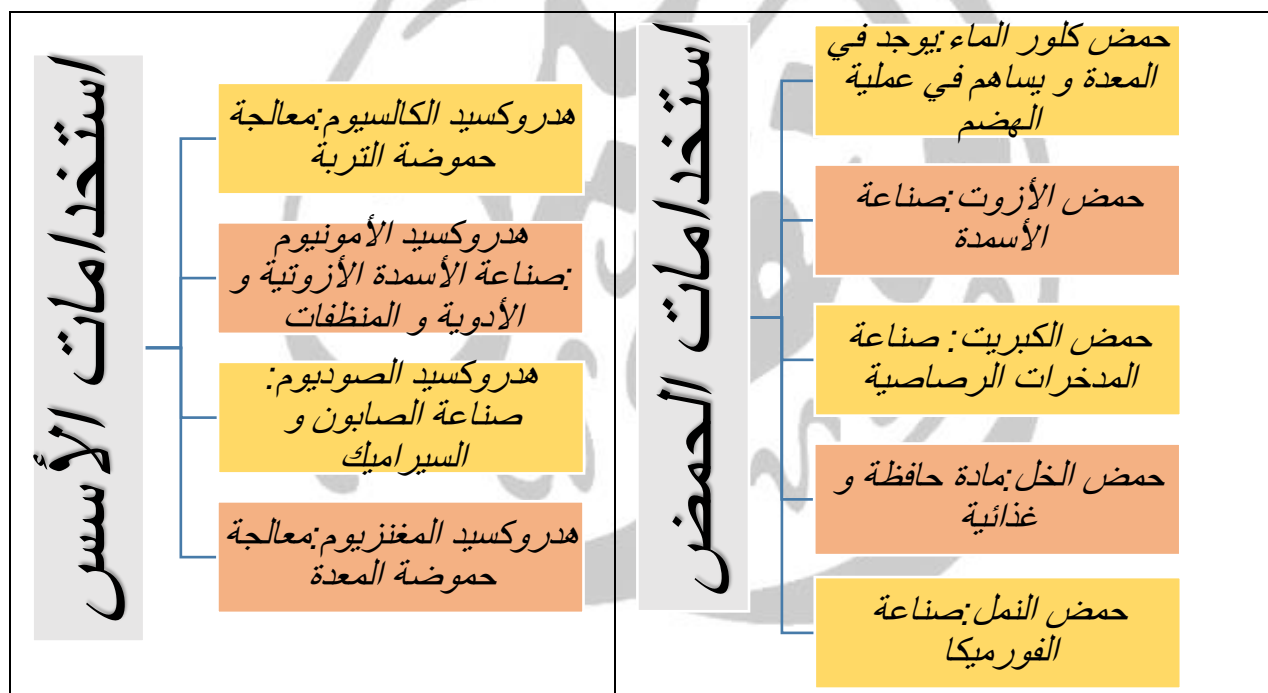 استخدامات الحمض
حمض كلور الماء:يوجد في
المعدة و يساهم في عملية
الهضم
حمض الأزوت:صناعة
الأسمدة
حمض الكبريت: صناعة
المدخرات الرصاصية
حمض الخل:مادة حافظة و
غذائية
حمض النمل:صناعة
الفورميكا
استخدامات الأسس
هدروكسيد الكالسيوم:معالجة
حموضة التربة
هدروكسيد الأمونيوم
:صناعة الأسمدة الأزوتية و
الأدوية و المنظفات
هدروكسيد الصوديوم:
صناعة الصابون و
السيراميك
هدروكسيد المغنزيوم:معالجة
حموضة المعدة